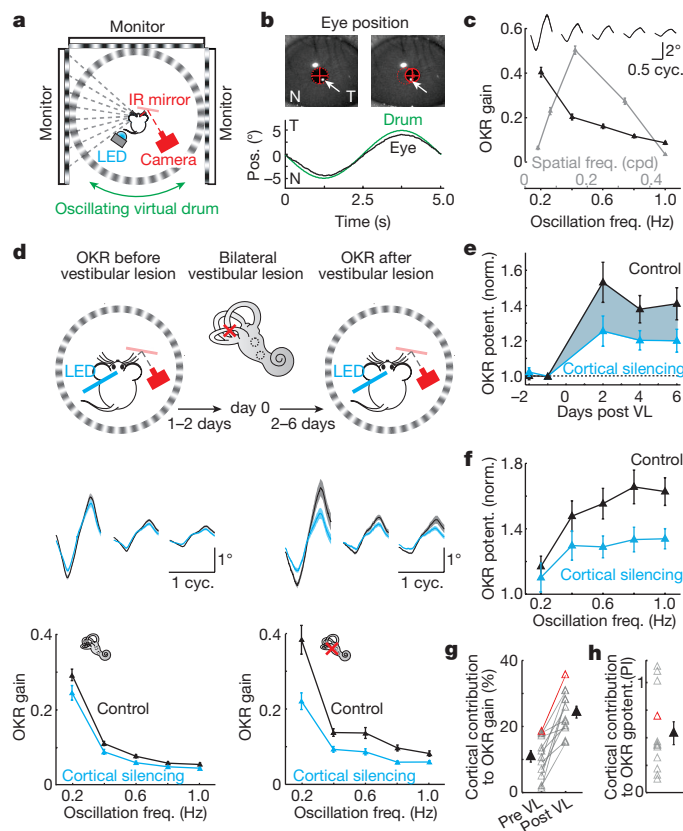 a
Monitor
Monitor
Monitor
IR mirror
LED
Camera
Oscillating virtual drum
b
Eye position
N
T
T
N
Drum
Eye
Pos. (°)
5
0
–5
0
2.5
5.0
Time (s)
c
2°
0.5 cyc.
OKR gain
0.6
0.4
0.2
0
Spatial freq. (cpd)
0
0.2
0.4
0.2
0.6
1.0
Oscillation freq. (Hz)
d
OKR before
vestibular lesion
Bilateral
vestibular lesion
OKR after
vestibular lesion
LED
LED
day 0
1–2 days
2–6 days
1°
1 cyc.
1°
1 cyc.
OKR gain
0.4
0.2
0
Control
Cortical silencing
0.2
0.6
1.0
Oscillation freq. (Hz)
OKR gain
0.4
0.2
0
Control
Cortical silencing
0.2
0.6
1.0
Oscillation freq. (Hz)
e
OKR potent. (norm.)
1.6
1.4
1.2
1.0
Control
Cortical silencing
–2
0
2
4
6
Days post VL
f
OKR potent. (norm.)
1.8
1.4
1.0
Control
Cortical silencing
0.2
0.6
1.0
Oscillation freq. (Hz)
g
Cortical contribution
to OKR gain (%)
40
20
0
Pre VL
Post VL
h
Cortical contribution
to OKR gpotent.(PI)
1
0